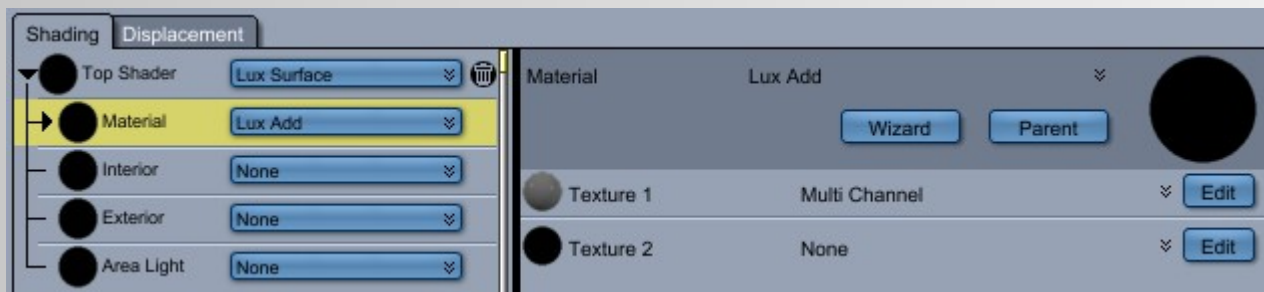 Shading Displacement
Top Shader Lux Surface
Material Lux Add
Interior None
Exterior None
Area Light None
Material Lux Add
Wizard Parent
Texture 1 Multi Channel Edit
Texture 2 None Edit